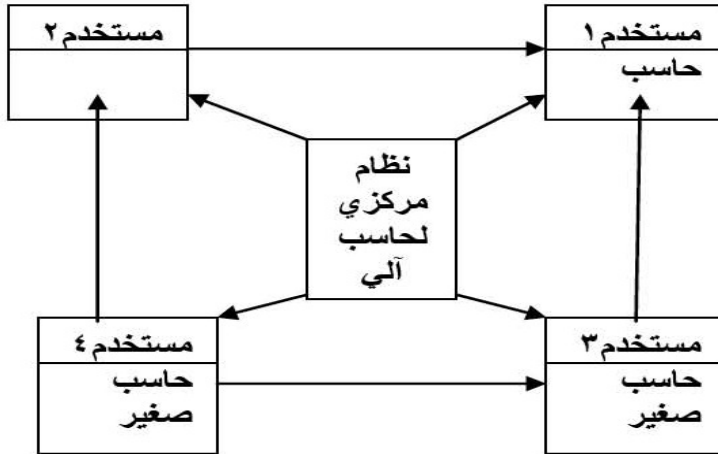 مستخدم١
حاسب
مستخدم٢
نظام
مركزي
لحاسب
آلي
مستخدم٣
حاسب
صغير
مستخدم٤
حاسب
صغير